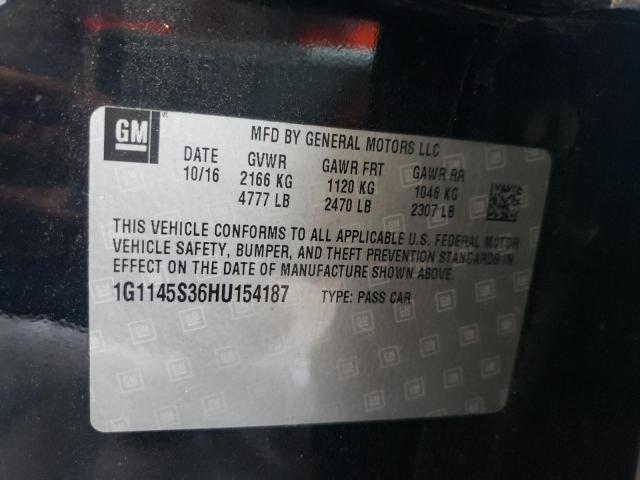 GM
MFD BY GENERAL MOTORS LLC
DATE GVWR GAWR FRT GAWR RR
10/16 2166 KG 1120 KG 1046 KG
4777 LB 2470 LB 2307 LB
THIS VEHICLE CONFORMS TO ALL APPLICABLE U.S. FEDERAL MOTOR
VEHICLE SAFETY, BUMPER, AND THEFT PREVENTION STANDARDS IN
EFFECT ON THE DATE OF MANUFACTURE SHOWN ABOVE.
1G1145S36HU154187 TYPE: PASS CAR